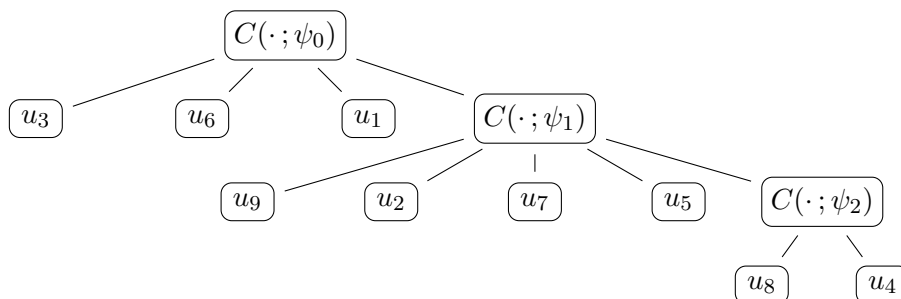 C(· ; ψ₀)
u₃ u₆ u₁ C(· ; ψ₁)
u₉ u₂ u₇ u₅ C(· ; ψ₂)
u₈ u₄